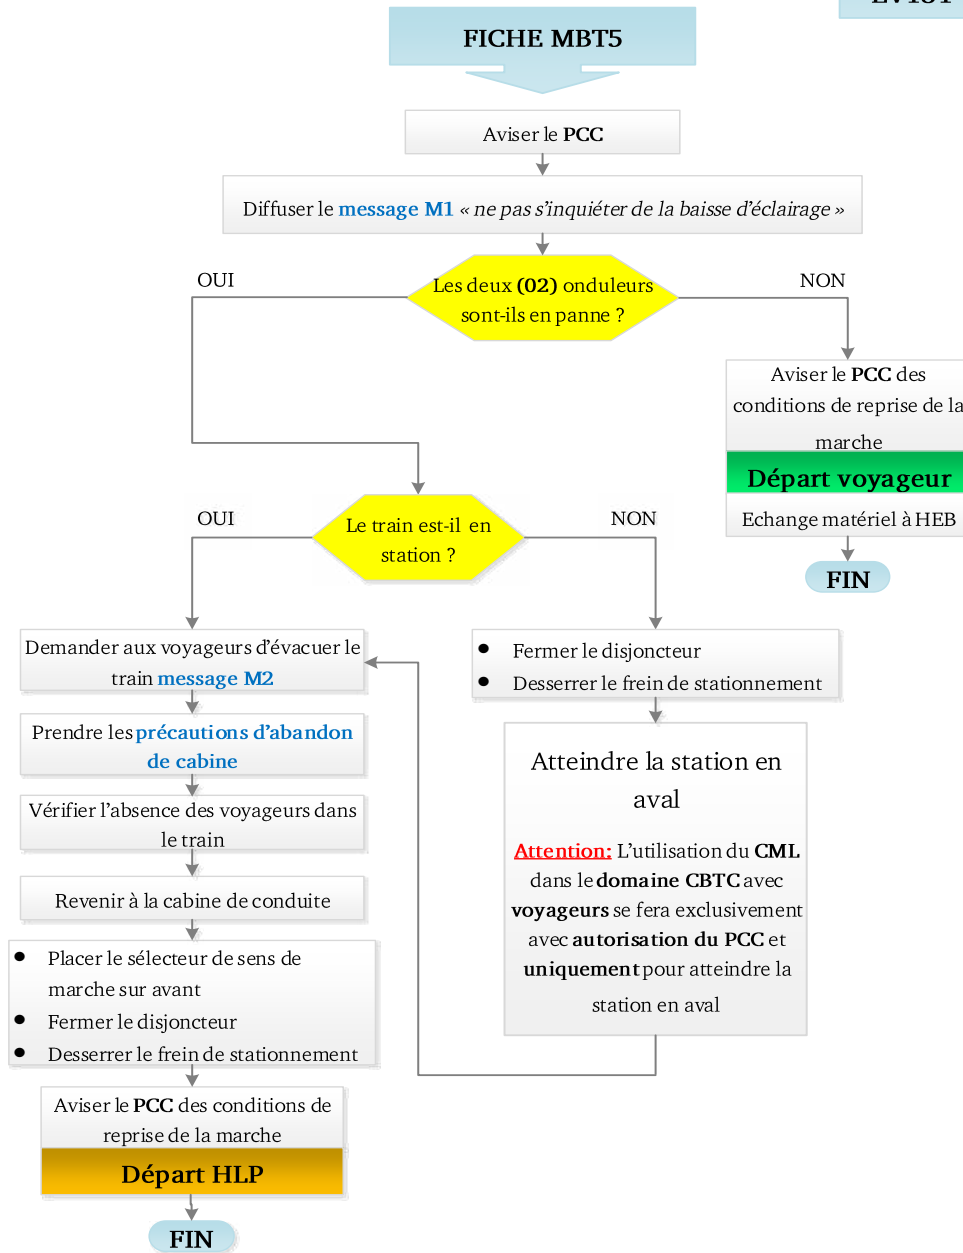 FICHE MBT5
Aviser le PCC
Diffuser le message M1 « ne pas s'inquiéter de la baisse d'éclairage »
OUI
NON
Les deux (02) onduleurs
sont-ils en panne ?
Aviser le PCC des
conditions de reprise de la
marche
Départ voyageur
Echange matériel à HEB
FIN
OUI
NON
Le train est-il en
station ?
Demander aux voyageurs d'évacuer le
train message M2
Prendre les précautions d'abandon
de cabine
Vérifier l'absence des voyageurs dans
le train
Revenir à la cabine de conduite
• Placer le sélecteur de sens de
marche sur avant
• Fermer le disjoncteur
• Desserrer le frein de stationnement
Aviser le PCC des conditions de
reprise de la marche
Départ HLP
FIN
• Fermer le disjoncteur
• Desserrer le frein de stationnement
Atteindre la station en
aval
Attention: L'utilisation du CML
dans le domaine CBTC avec
voyageurs se fera exclusivement
avec autorisation du PCC et
uniquement pour atteindre la
station en aval